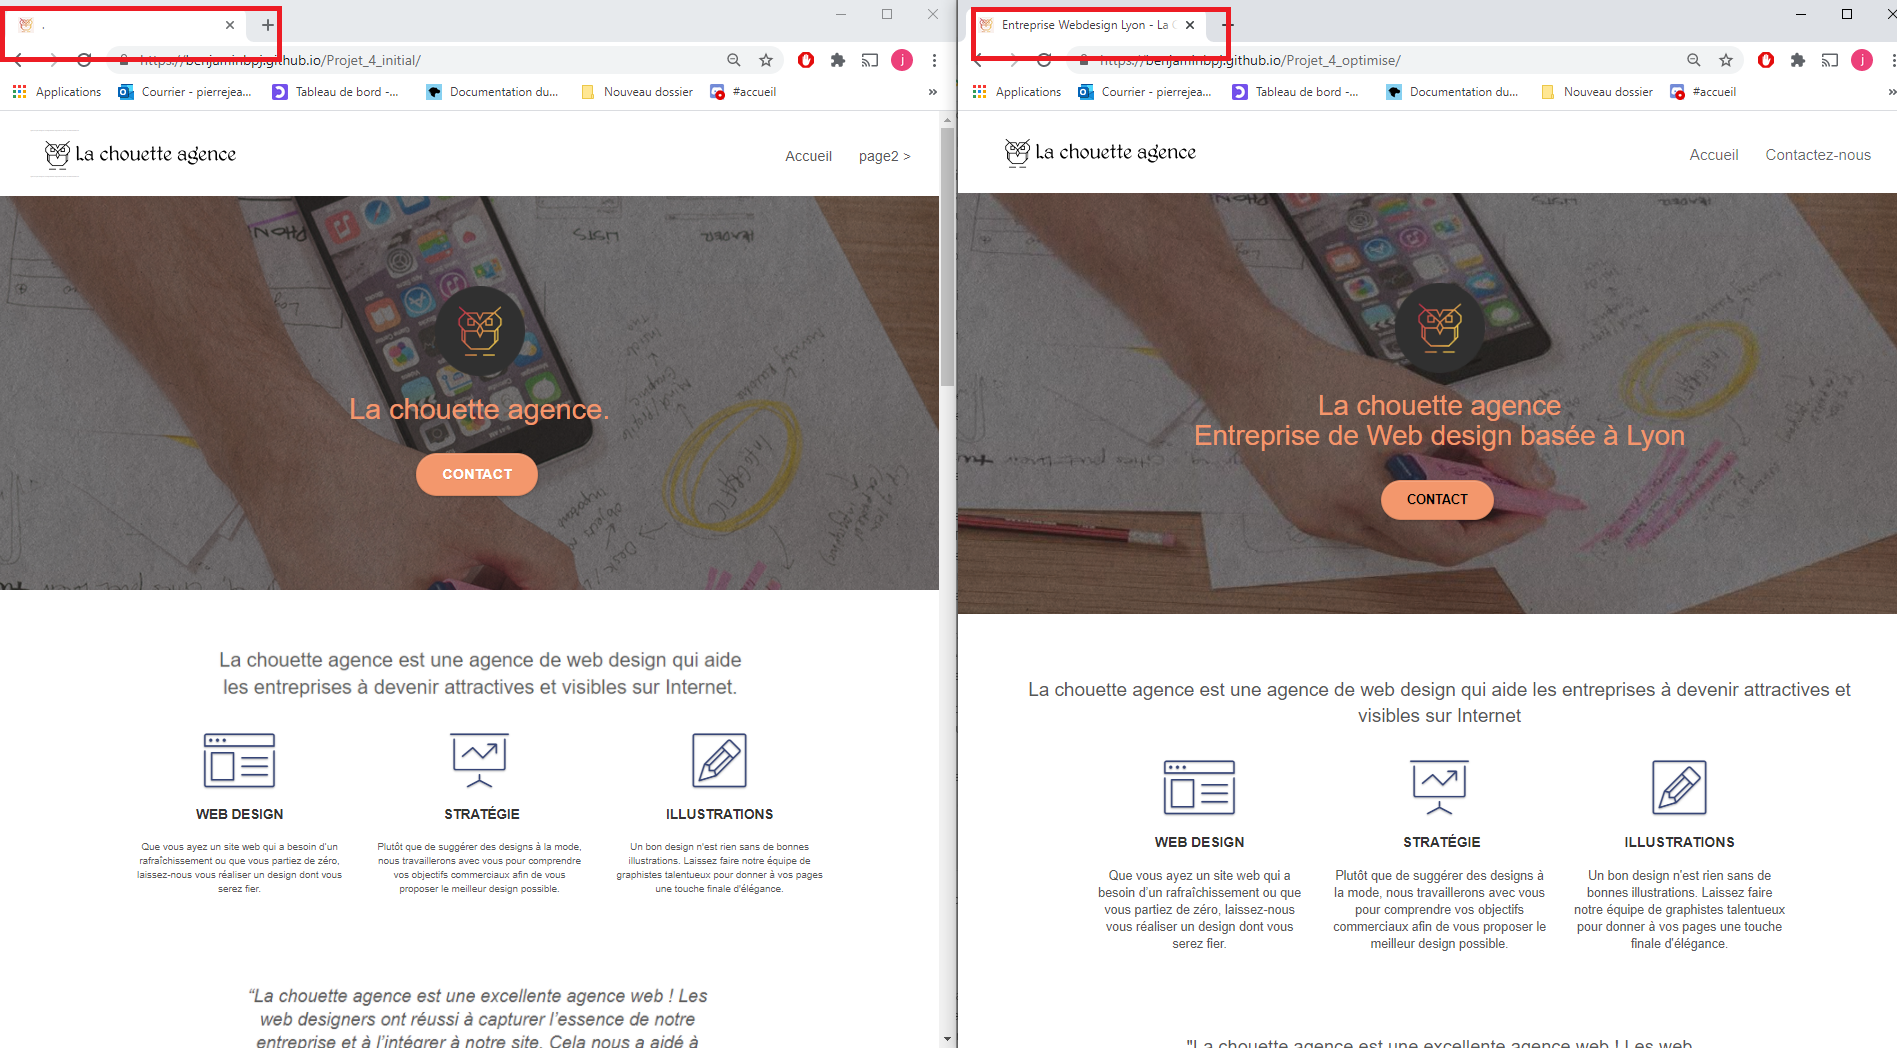 .
https://benjaminbpj.github.io/Projet_4_initial/
Applications
Courrier - pierrejea...
Tableau de bord -...
Documentation du...
Nouveau dossier
#accueil
»
La chouette agence
Accueil
page2 >
La chouette agence.
CONTACT
La chouette agence est une agence de web design qui aide
les entreprises à devenir attractives et visibles sur Internet.
WEB DESIGN
Que vous ayez un site web qui a besoin d'un
rafraîchissement ou que vous partiez de zéro,
laissez-nous vous réaliser un design dont vous
serez fier.
STRATÉGIE
Plutôt que de suggérer des designs à la mode,
nous travaillerons avec vous pour comprendre
vos objectifs commerciaux afin de vous
proposer le meilleur design possible.
ILLUSTRATIONS
Un bon design n'est rien sans de bonnes
illustrations. Laissez faire notre équipe de
graphistes talentueux pour donner à vos pages
une touche finale d'élégance.
“La chouette agence est une excellente agence web ! Les
web designers ont réussi à capturer l’essence de notre
entreprise et à l’intégrer à notre site. Cela nous a aidé à
Entreprise Webdesign Lyon - La
https://benjaminbpj.github.io/Projet_4_optimise/
j
Applications
Courrier - pierrejea...
Tableau de bord -...
Documentation du...
Nouveau dossier
#accueil
»
La chouette agence
Accueil
Contactez-nous
La chouette agence
Entreprise de Web design basée à Lyon
CONTACT
La chouette agence est une agence de web design qui aide les entreprises à devenir attractives et
visibles sur Internet
WEB DESIGN
Que vous ayez un site web qui a
besoin d'un rafraîchissement ou que
vous partiez de zéro, laissez-nous
vous réaliser un design dont vous
serez fier.
STRATÉGIE
Plutôt que de suggérer des designs à
la mode, nous travaillerons avec vous
pour comprendre vos objectifs
commerciaux afin de vous proposer le
meilleur design possible.
ILLUSTRATIONS
Un bon design n'est rien sans de
bonnes illustrations. Laissez faire
notre équipe de graphistes talentueux
pour donner à vos pages une touche
finale d'élégance.
"La chouette agence est une excellente agence web ! Les web